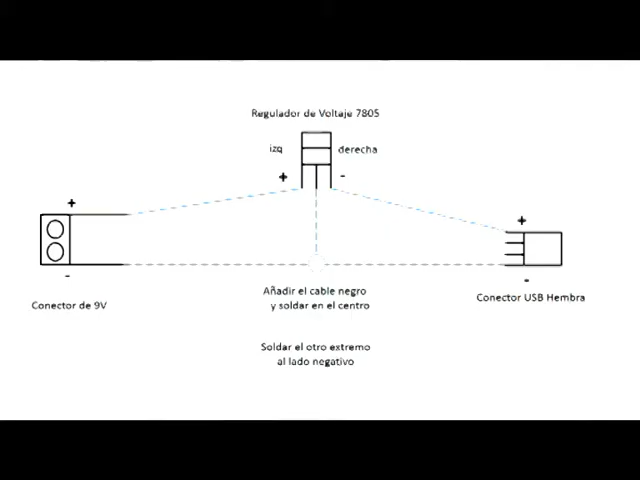 Regulador de Voltaje 7805
izq
derecha
+
-
+
-
Conector de 9V
+
-
Conector USB Hembra
Añadir el cable negro
y soldar en el centro
Soldar el otro extremo
al lado negativo